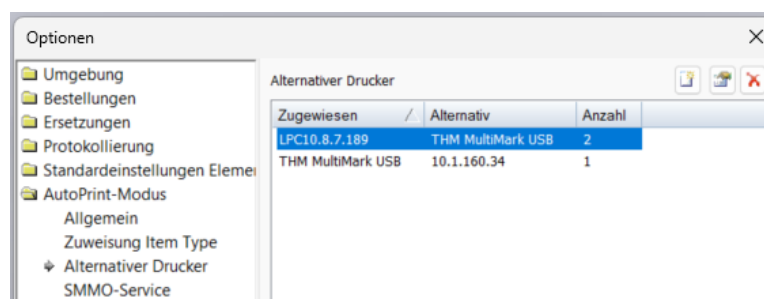 Optionen
Umgebung
Bestellungen
Ersetzungen
Protokollierung
Standardeinstellungen Eleme
AutoPrint-Modus
Allgemein
Zuweisung Item Type
Alternativer Drucker
SMMO-Service
Alternativer Drucker
Zugewiesen Alternativ Anzahl
LPC10.8.7.189 THM MultiMark USB 2
THM MultiMark USB 10.1.160.34 1